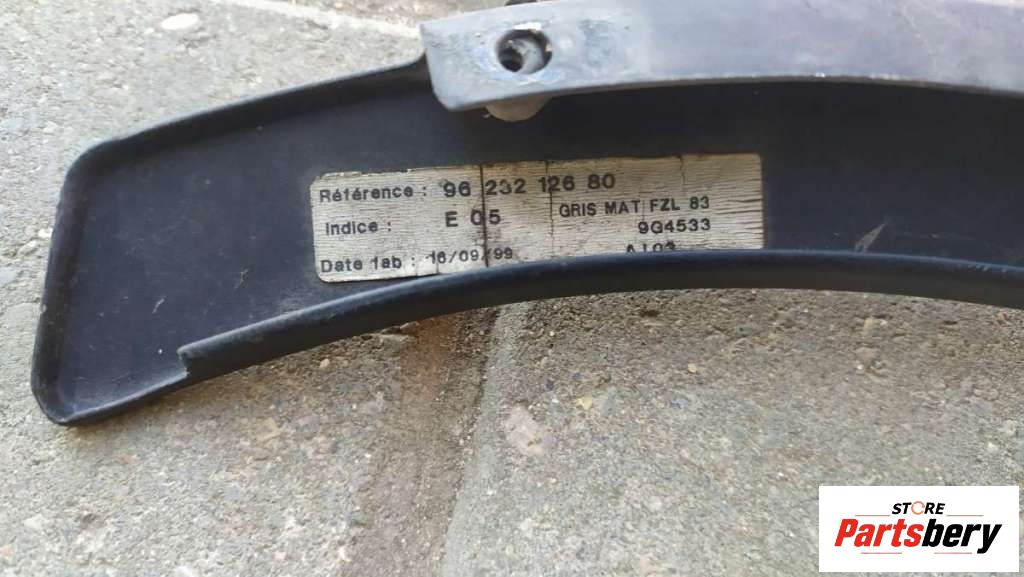 Référence : 96 232 126 80
Indice : E 05 GRIS MAT FZL 83
9G4533
Date fab : 16/09/99 A103
STORE
Partsbery